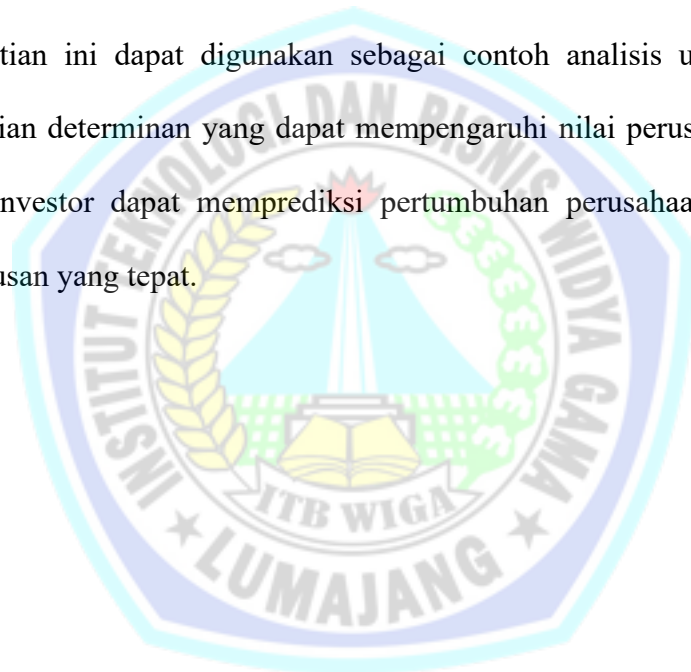 tian ini dapat digunakan sebagai contoh analisis u
ian determinan yang dapat mempengaruhi nilai perus
nvestor dapat memprediksi pertumbuhan perusahaa
usan yang tepat.
INSTITUT TEKNOLOGI DAN BISNIS WIDYA GAMA
ITB WIGA
LUMAJANG